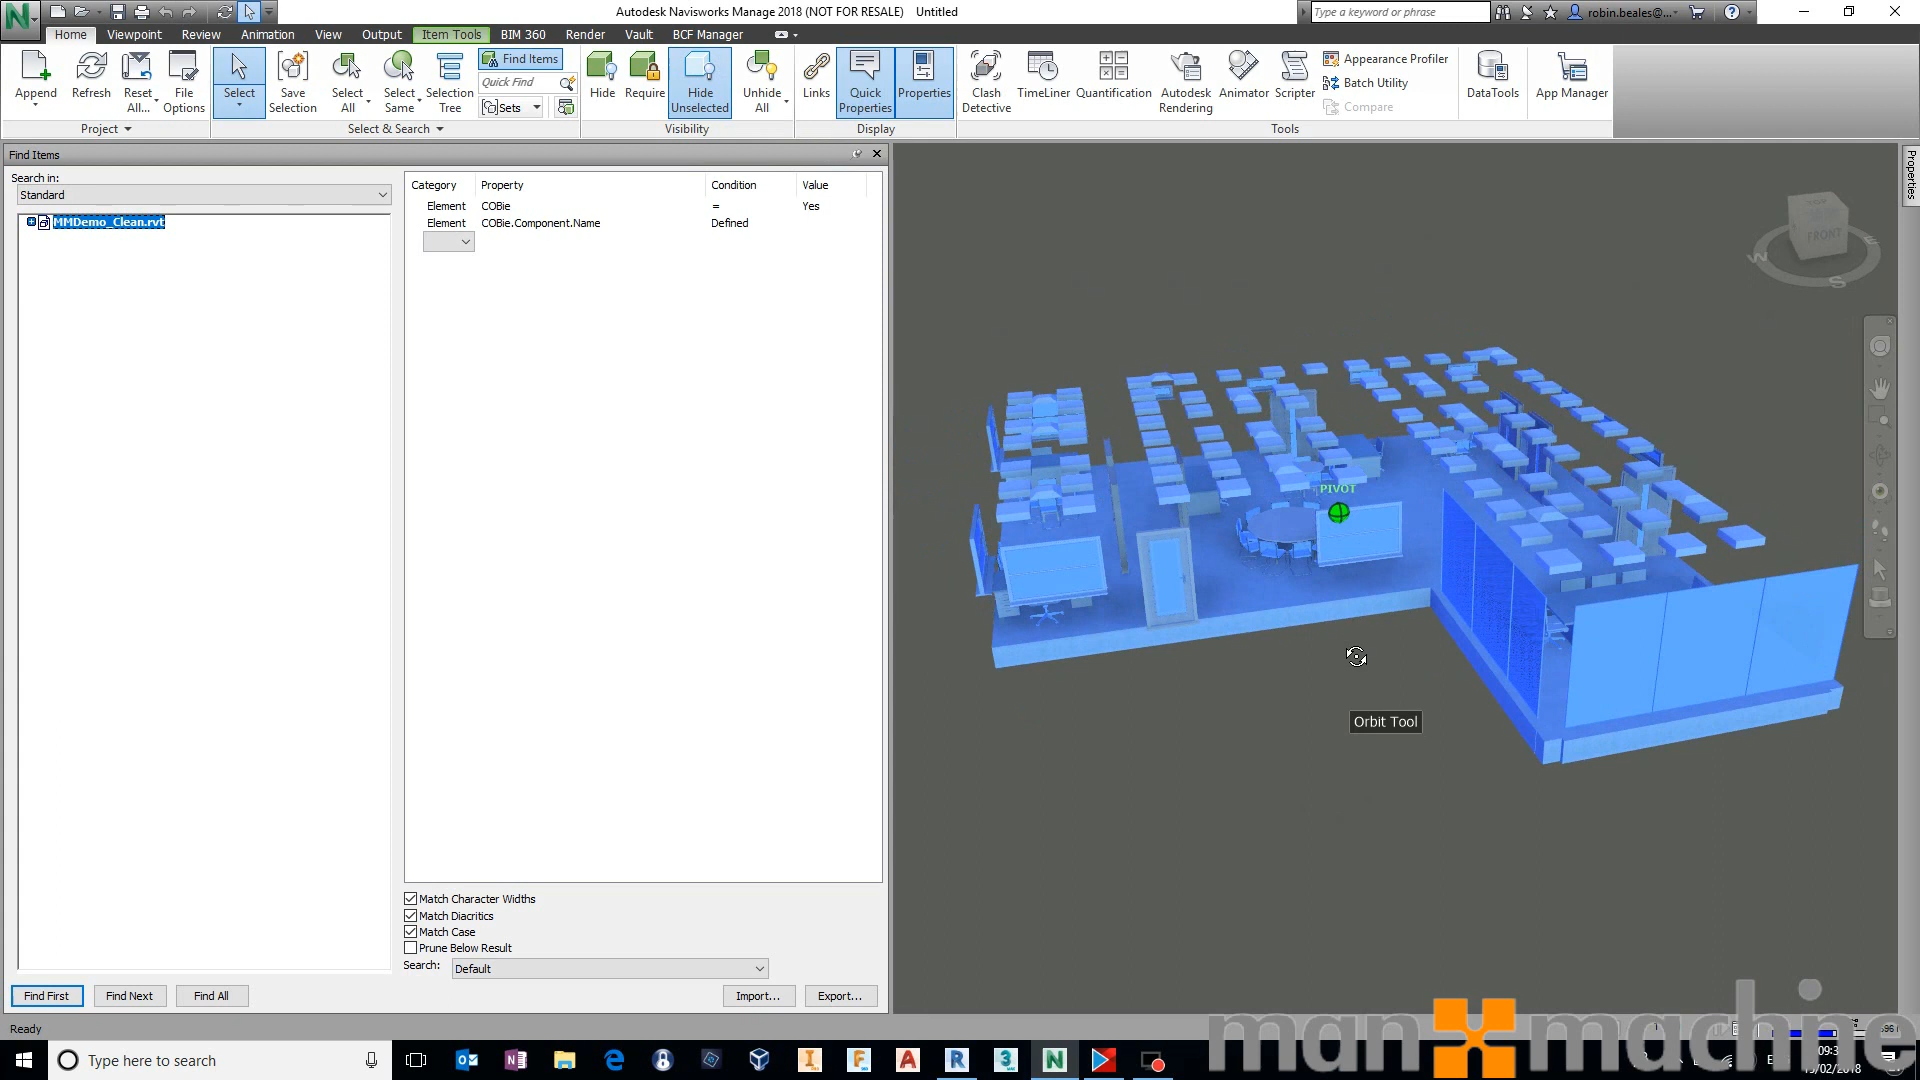 Autodesk Navisworks Manage 2018 (NOT FOR RESALE) Untitled
Type a keyword or phrase
robin.beales@...
Home Viewpoint Review Animation View Output Item Tools BIM 360 Render Vault BCF Manager
Append
Refresh
Reset All...
File Options
Select
Save Selection
Select All
Select Same
Selection Tree
Find Items
Quick Find
Sets
Hide
Require
Hide Unselected
Unhide All
Links
Quick Properties
Properties
Clash Detective
TimeLiner
Quantification
Autodesk Rendering
Animator
Scripter
Appearance Profiler
Batch Utility
Compare
DataTools
App Manager
Project
Select & Search
Visibility
Display
Tools
Find Items
Search in:
Standard
MMDemo_Clean.rvt
Category Property Condition Value
Element COBie = Yes
Element COBie.Component.Name Defined
Match Character Widths
Match Diacritics
Match Case
Prune Below Result
Search: Default
Find First Find Next Find All Import... Export...
Ready
Properties
FRONT
W
S
E
PIVOT
Orbit Tool
man machine
Type here to search